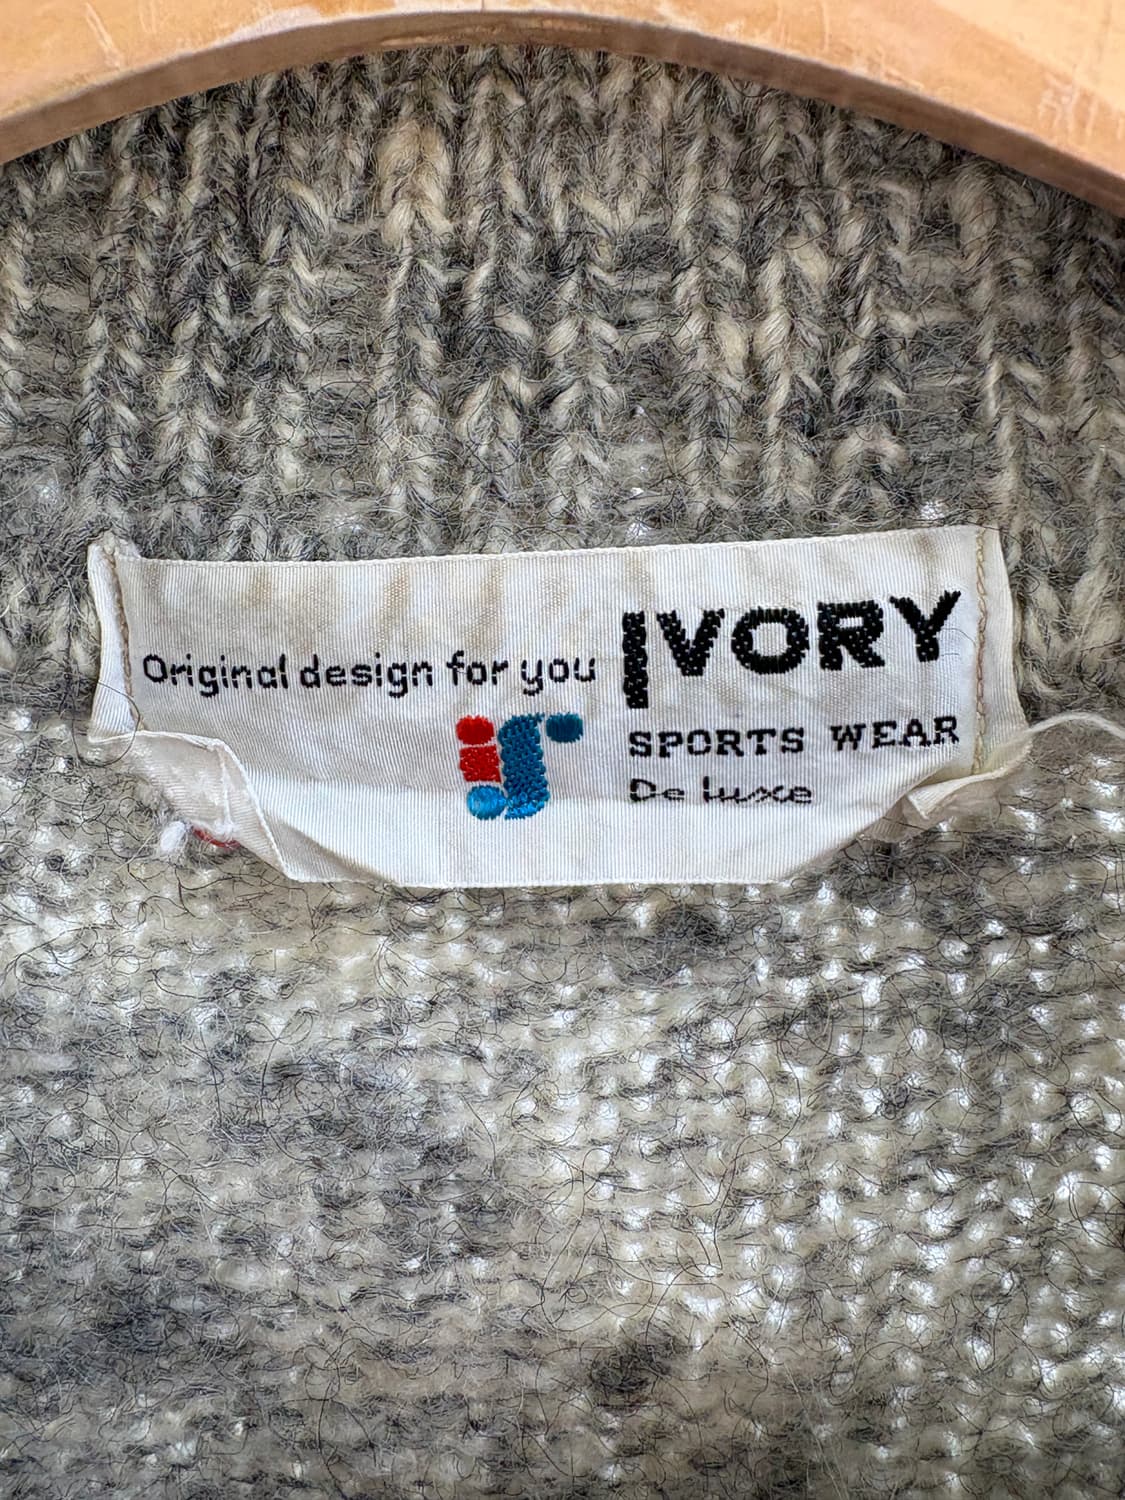 Original design for you
IVORY
SPORTS WEAR
De luxe